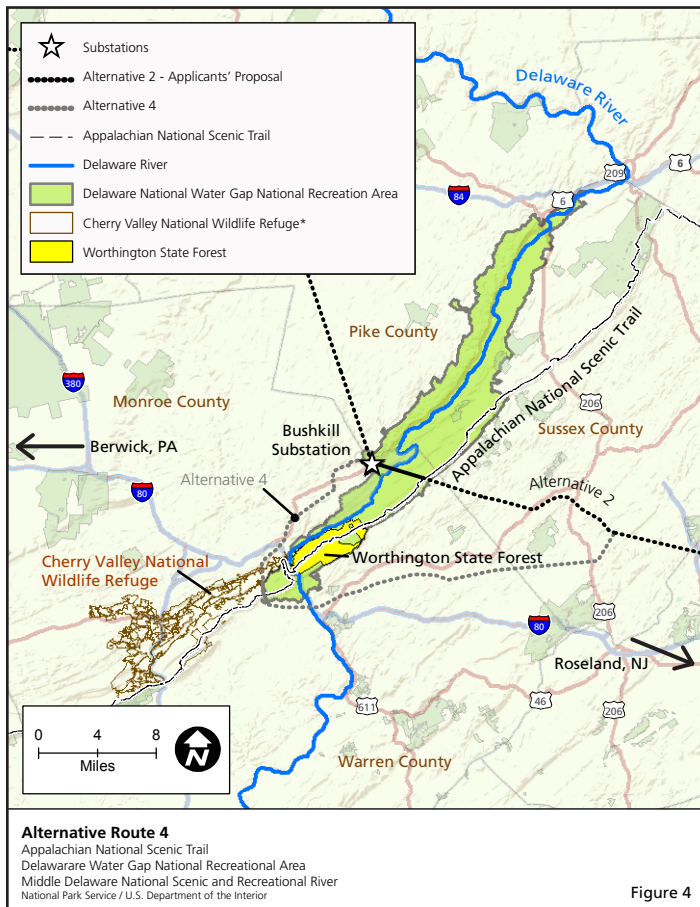 Substations
Alternative 2 - Applicants' Proposal
Alternative 4
Appalachian National Scenic Trail
Delaware River
Delaware National Water Gap National Recreation Area
Cherry Valley National Wildlife Refuge*
Worthington State Forest
Delaware River
209
6
6
84
Pike County
Appalachian National Scenic Trail
380
Monroe County
206
Bushkill
Substation
Sussex County
Berwick, PA
Alternative 4
80
Alternative 2
Cherry Valley National
Wildlife Refuge
Worthington State Forest
206
80
Roseland, NJ
46
611
206
Warren County
0 4 8
Miles
N
Alternative Route 4
Appalachian National Scenic Trail
Delawarare Water Gap National Recreational Area
Middle Delaware National Scenic and Recreational River
National Park Service / U.S. Department of the Interior
Figure 4